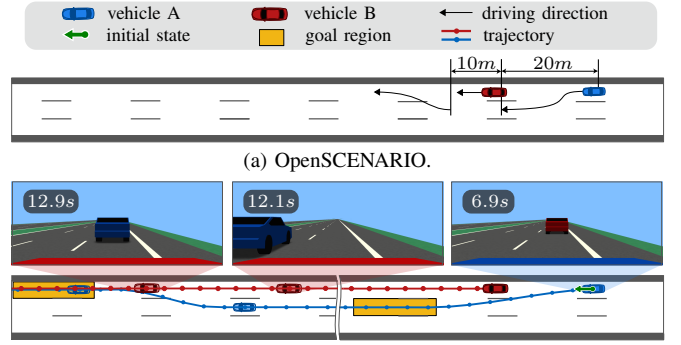 vehicle A vehicle B driving direction
initial state goal region trajectory
10m 20m
(a) OpenSCENARIO.
12.9s 12.1s 6.9s